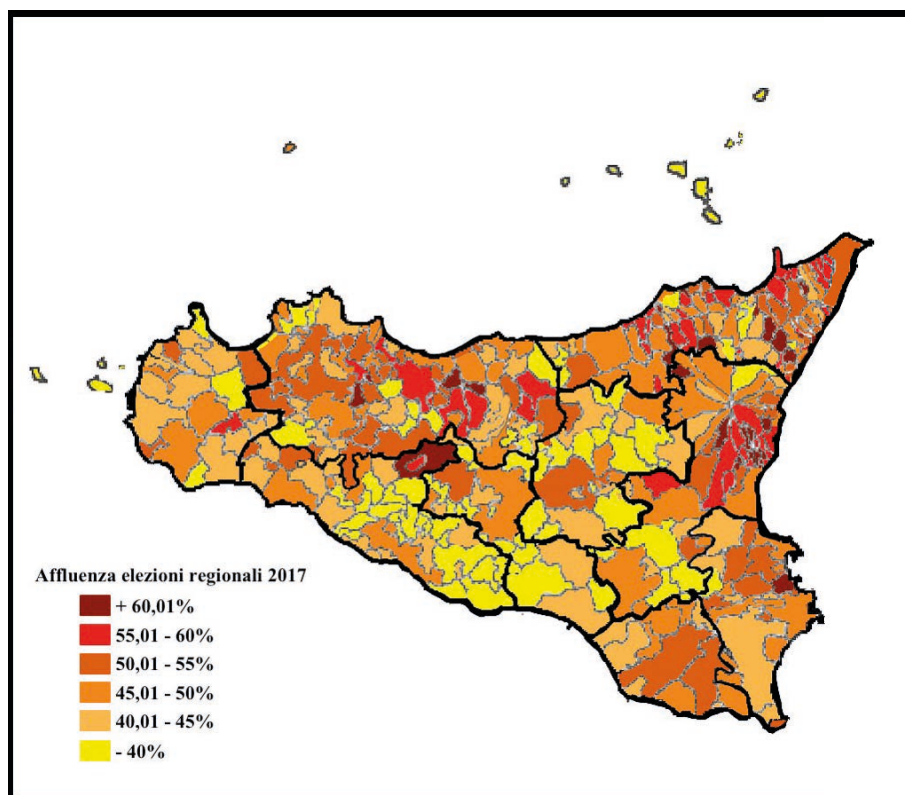 Affluenza elezioni regionali 2017
+ 60,01%
55,01 - 60%
50,01 - 55%
45,01 - 50%
40,01 - 45%
- 40%